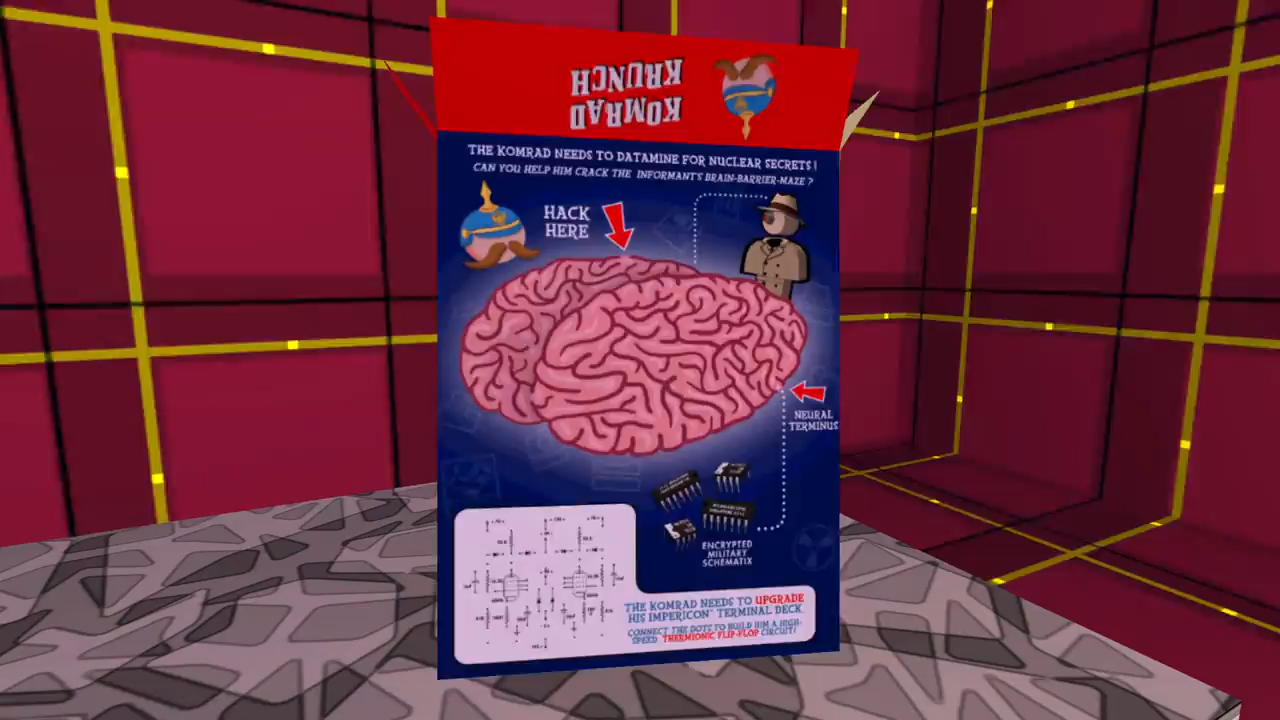 KOMRAD
KRUNCH
THE KOMRAD NEEDS TO DATAMINE FOR NUCLEAR SECRETS!
CAN YOU HELP HIM CRACK THE INFORMANT'S BRAIN-BARRIER-MAZE?
HACK
HERE
NEURAL
TERMINUS
ENCRYPTED
MILITARY
SCHEMATIX
THE KOMRAD NEEDS TO UPGRADE
HIS IMPERICON™ TERMINAL DECK
CONNECT THE DOTS TO BUILD HIM A HIGH-
SPEED THERMIONIC FLIP-FLOP CIRCUIT!